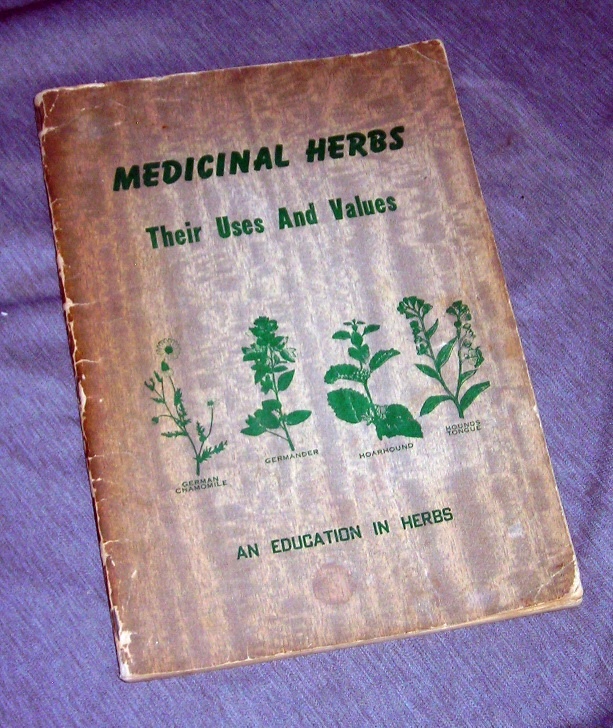 MEDICINAL HERBS
Their Uses And Values
GERMAN
CHAMOMILE
GERMANDER
HOARHOUND
HOUNDS
TONGUE
AN EDUCATION IN HERBS